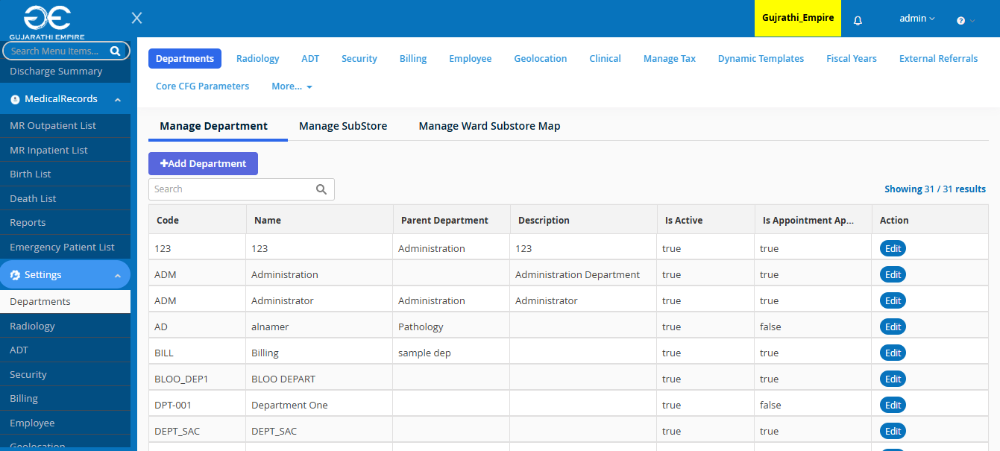 GUJARATHI EMPIRE
Gujrathi_Empire
admin
Search Menu Items...
Discharge Summary
MedicalRecords
MR Outpatient List
MR Inpatient List
Birth List
Death List
Reports
Emergency Patient List
Settings
Departments
Radiology
ADT
Security
Billing
Employee
Geolocation
Departments Radiology ADT Security Billing Employee Geolocation Clinical Manage Tax Dynamic Templates Fiscal Years External Referrals
Core CFG Parameters More...
Manage Department Manage SubStore Manage Ward Substore Map
+Add Department
Search
Showing 31 / 31 results
Code Name Parent Department Description Is Active Is Appointment Ap... Action
123 123 Administration 123 true true Edit
ADM Administration Administration Department true true Edit
ADM Administrator Administration Administrator true true Edit
AD alnamer Pathology true false Edit
BILL Billing sample dep true true Edit
BLOO_DEP1 BLOO DEPART true true Edit
DPT-001 Department One true false Edit
DEPT_SAC DEPT_SAC true true Edit